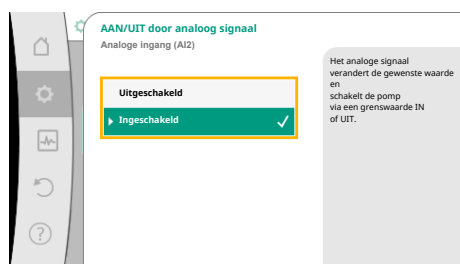 AAN/UIT door analoog signaal
Analoge ingang (AI2)
Uitgeschakeld
Ingeschakeld
Het analoge signaal
verandert de gewenste waarde
en
schakelt de pomp
via een grenswaarde IN
of UIT.